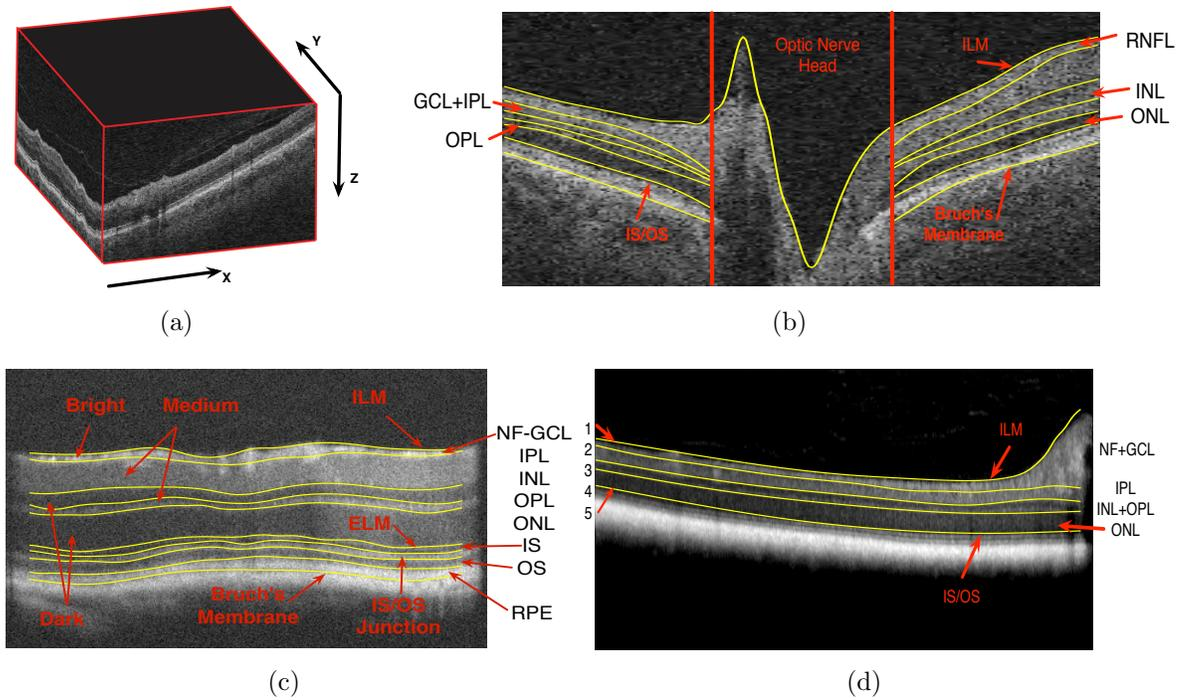 Y
Z
X
(a)
Optic Nerve
Head
ILM
RNFL
GCL+IPL
INL
OPL
ONL
IS/OS
Bruch's
Membrane
(b)
Bright
Medium
ILM
NF-GCL
IPL
INL
OPL
ELM
ONL
IS
OS
Dark
Bruch's
Membrane
IS/OS
Junction
RPE
(c)
1
2
3
4
5
ILM
NF+GCL
IPL
INL+OPL
ONL
IS/OS
(d)